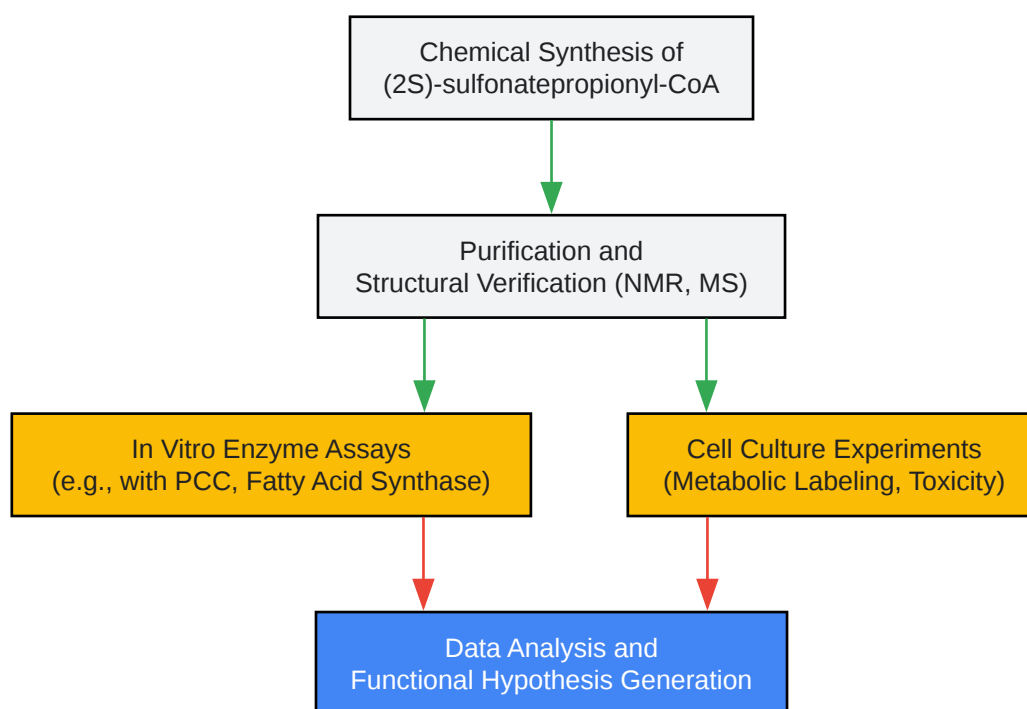 Chemical Synthesis of
(2S)-sulfonatepropionyl-CoA
Purification and
Structural Verification (NMR, MS)
In Vitro Enzyme Assays
(e.g., with PCC, Fatty Acid Synthase)
Cell Culture Experiments
(Metabolic Labeling, Toxicity)
Data Analysis and
Functional Hypothesis Generation